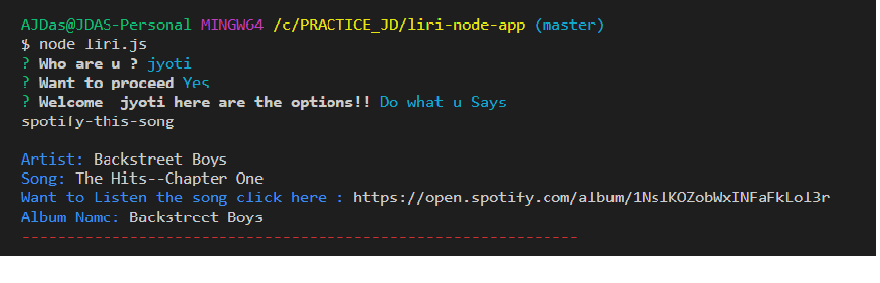 AJDas@JDAS-Personal MINGW64 /c/PRACTICE_JD/liri-node-app (master)
$ node liri.js
? Who are u ? jyoti
? Want to proceed Yes
? Welcome  jyoti here are the options!! Do what u Says
spotify-this-song
Artist: Backstreet Boys
Song: The Hits--Chapter One
Want to Listen the song click here : https://open.spotify.com/album/1NslKOZobWxINFaFkLol3r
Album Name: Backstreet Boys
-------------------------------------------------------------